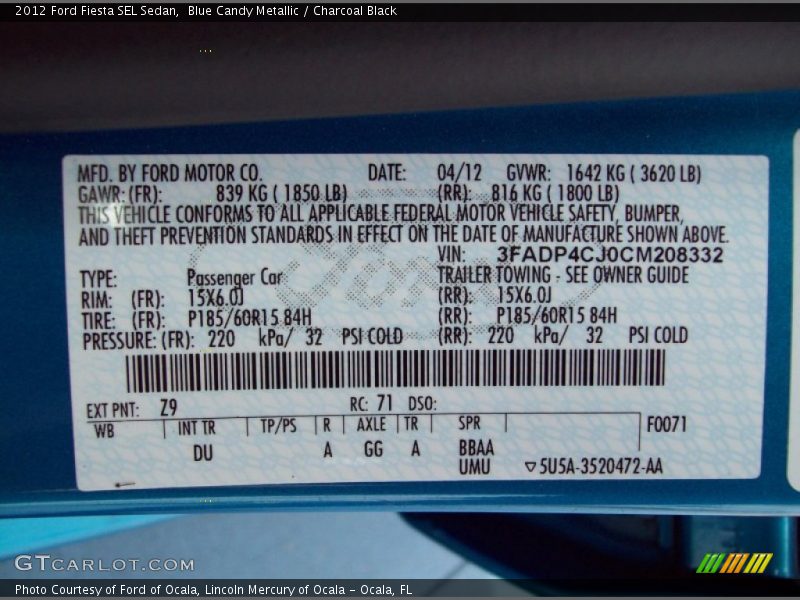 2012 Ford Fiesta SEL Sedan,  Blue Candy Metallic / Charcoal Black
MFD. BY FORD MOTOR CO. DATE: 04/12 GVWR: 1642 KG ( 3620 LB)
GAWR: (FR): 839 KG ( 1850 LB) (RR): 816 KG ( 1800 LB)
THIS VEHICLE CONFORMS TO ALL APPLICABLE FEDERAL MOTOR VEHICLE SAFETY, BUMPER,
AND THEFT PREVENTION STANDARDS IN EFFECT ON THE DATE OF MANUFACTURE SHOWN ABOVE.
VIN: 3FADP4CJ0CM208332
TYPE: Passenger Car TRAILER TOWING - SEE OWNER GUIDE
RIM: (FR): 15X6.0J (RR): 15X6.0J
TIRE: (FR): P185/60R15 84H (RR): P185/60R15 84H
PRESSURE: (FR): 220 kPa/ 32 PSI COLD (RR): 220 kPa/ 32 PSI COLD
EXT PNT: Z9 RC: 71 DSO:
WB INT TR TP/PS R AXLE TR SPR F0071
DU A GG A BBAA
UMU ▽5U5A-3520472-AA
Ford
GTCARLOT.COM
Photo Courtesy of Ford of Ocala, Lincoln Mercury of Ocala - Ocala, FL